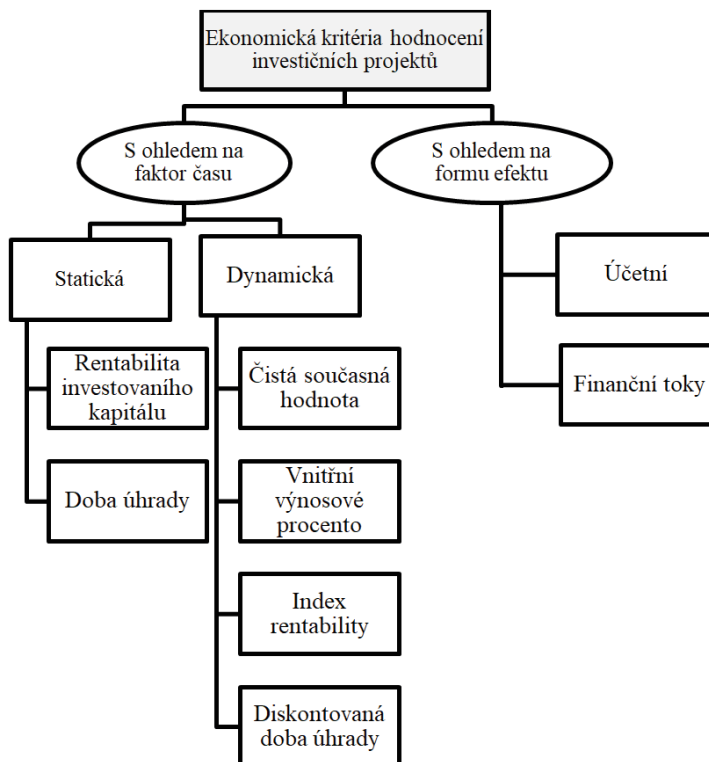 Ekonomická kritéria hodnocení
investičních projektů
S ohledem na
faktor času
S ohledem na
formu efektu
Statická
Dynamická
Účetní
Rentabilita
investovaního
kapitálu
Čistá současná
hodnota
Finanční toky
Doba úhrady
Vnitřní
výnosové
procento
Index
rentability
Diskontovaná
doba úhrady